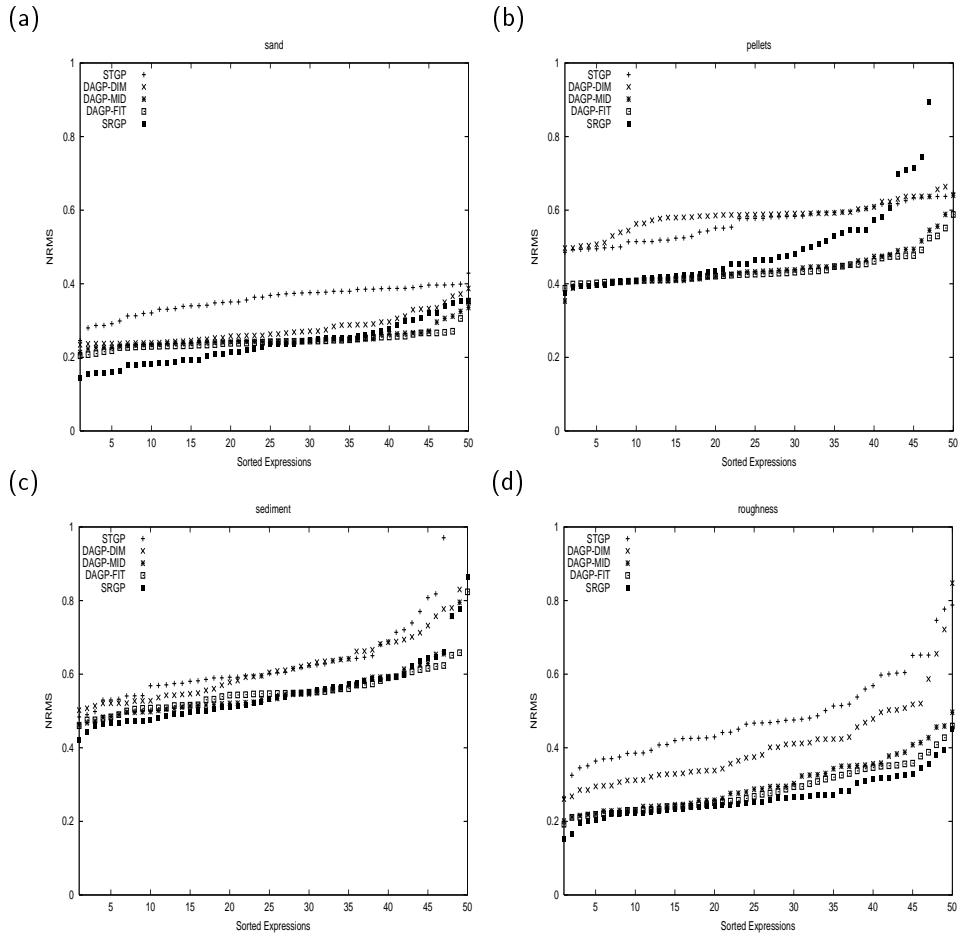 (a)
sand
1
0.8
0.6
0.4
0.2
0
NRMS
STGP
DAGP-DIM
DAGP-MID
DAGP-FIT
SRGP
5 10 15 20 25 30 35 40 45 50
Sorted Expressions
(b)
pellets
1
0.8
0.6
0.4
0.2
0
NRMS
STGP
DAGP-DIM
DAGP-MID
DAGP-FIT
SRGP
5 10 15 20 25 30 35 40 45 50
Sorted Expressions
(c)
sediment
1
0.8
0.6
0.4
0.2
0
NRMS
STGP
DAGP-DIM
DAGP-MID
DAGP-FIT
SRGP
5 10 15 20 25 30 35 40 45 50
Sorted Expressions
(d)
roughness
1
0.8
0.6
0.4
0.2
0
NRMS
STGP
DAGP-DIM
DAGP-MID
DAGP-FIT
SRGP
5 10 15 20 25 30 35 40 45 50
Sorted Expressions